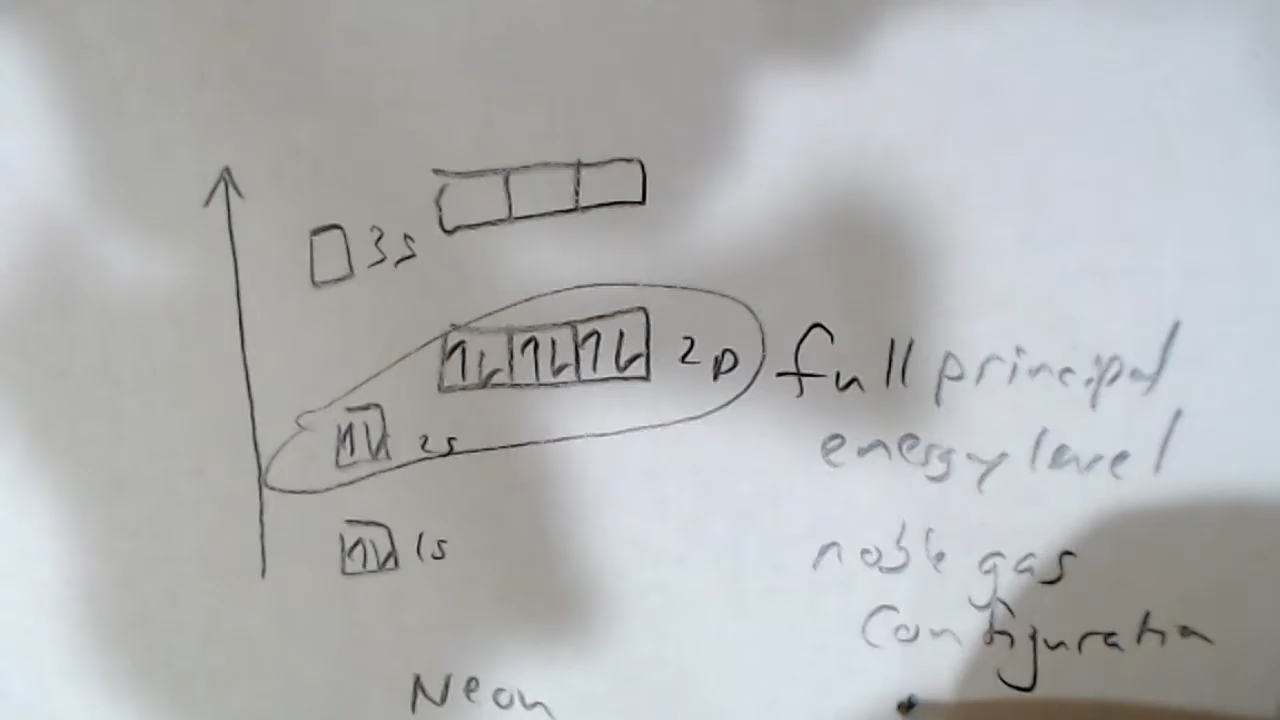 3s
2p
2s
1s
full principal
energy level
noble gas
Configuration
Neon